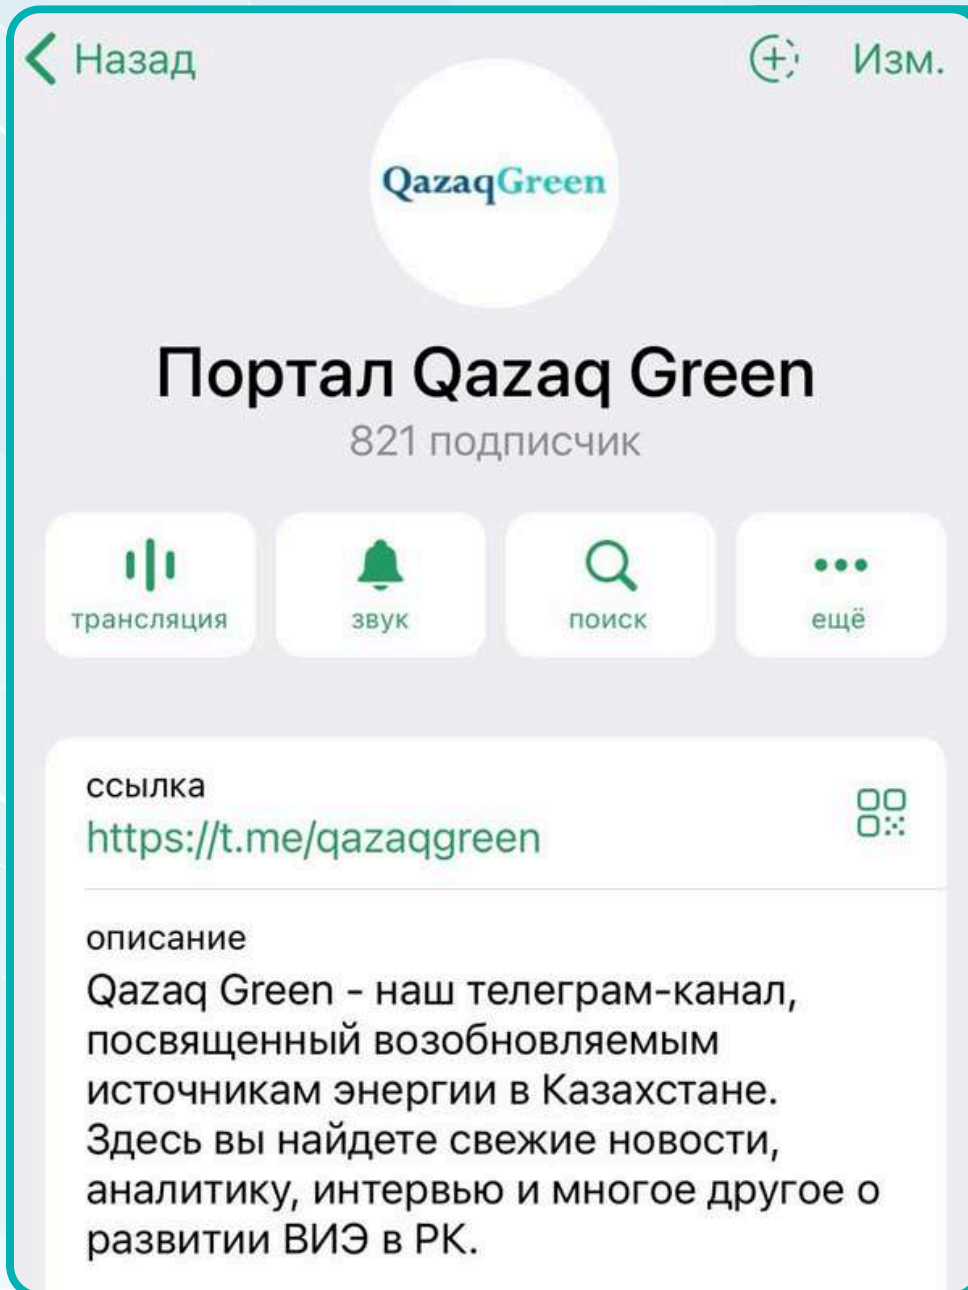 Назад
Изм.
QazaqGreen
Портал Qazaq Green
821 подписчик
трансляция
звук
поиск
ещё
ссылка
https://t.me/qazaqgreen
описание
Qazaq Green - наш телеграм-канал,
посвященный возобновляемым
источникам энергии в Казахстане.
Здесь вы найдете свежие новости,
аналитику, интервью и многое другое о
развитии ВИЭ в РК.